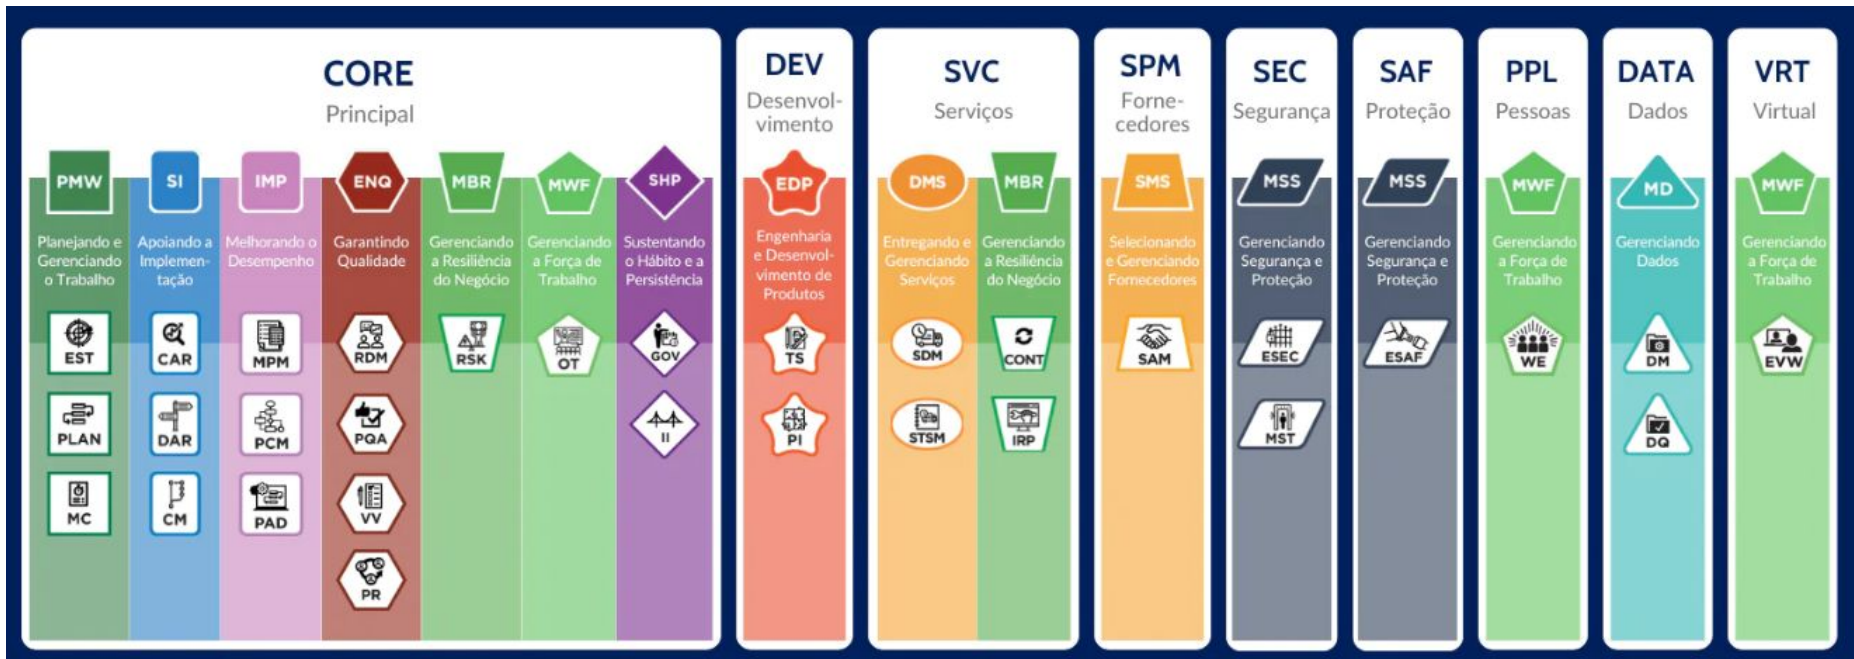 CORE
Principal
PMW
Planejando e
Gerenciando
o Trabalho
EST
PLAN
MC
SI
Apoiando a
Implemen-
tação
CAR
DAR
CM
IMP
Melhorando o
Desempenho
MPM
PCM
PAD
ENQ
Garantindo
Qualidade
RDM
PQA
VV
PR
MBR
Gerenciando
a Resiliência
do Negócio
RSK
MWF
Gerenciando
a Força de
Trabalho
OT
SHP
Sustentando
o Hábito e a
Persistência
GOV
II
DEV
Desenvol-
vimento
EDP
Engenharia
e Desenvol-
vimento de
Produtos
TS
PI
SVC
Serviços
DMS
Entregando e
Gerenciando
Serviços
SDM
STSM
MBR
Gerenciando
a Resiliência
do Negócio
CONT
IRP
SPM
Forne-
cedores
SMS
Selecionando
e Gerenciando
Fornecedores
SAM
SEC
Segurança
MSS
Gerenciando
Segurança e
Proteção
ESEC
MST
SAF
Proteção
MSS
Gerenciando
Segurança e
Proteção
ESAF
PPL
Pessoas
MWF
Gerenciando
a Força de
Trabalho
WE
DATA
Dados
MD
Gerenciando
Dados
DM
DQ
VRT
Virtual
MWF
Gerenciando
a Força de
Trabalho
EVW